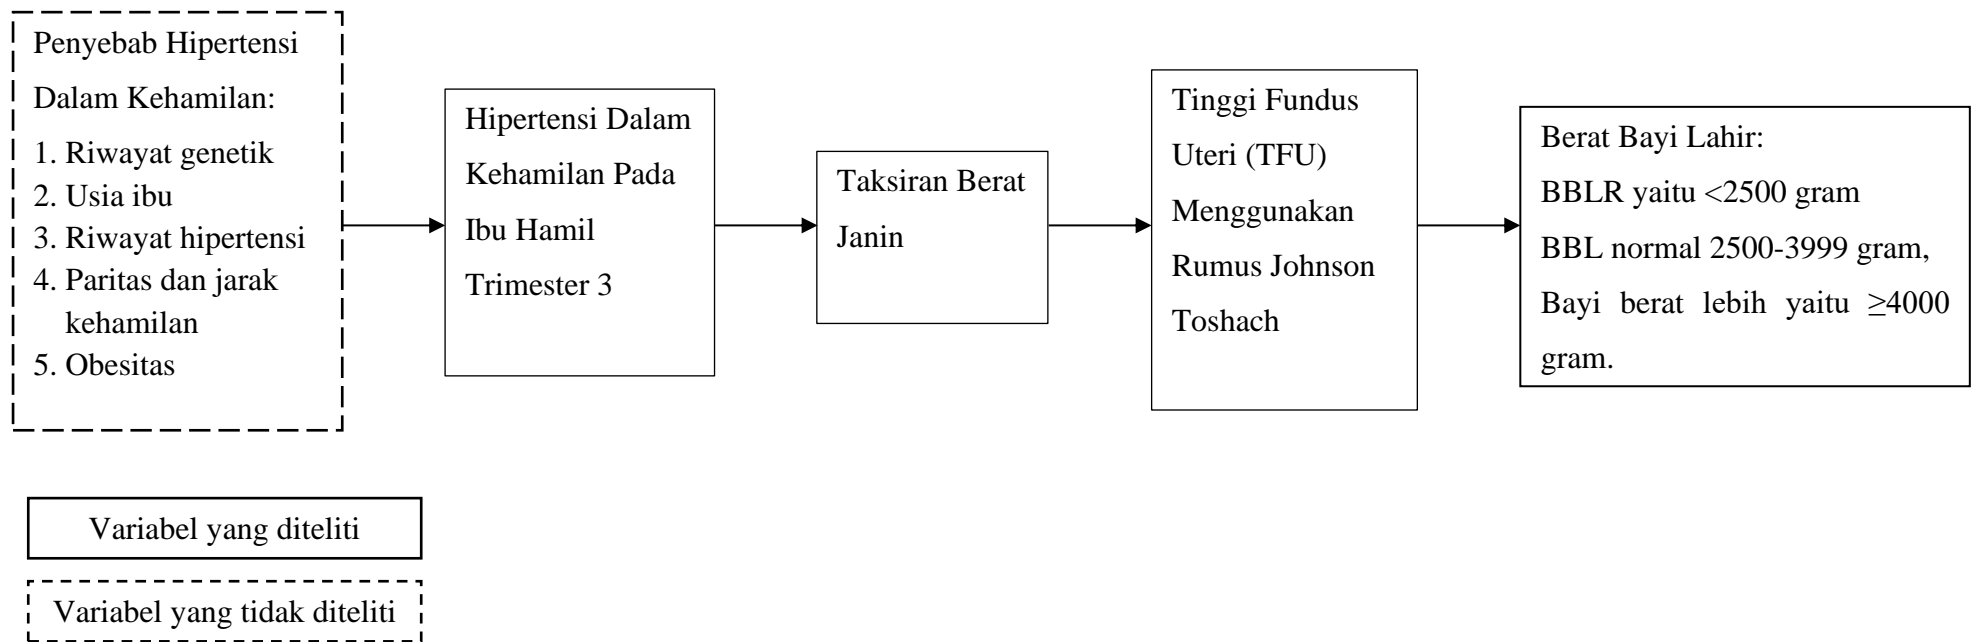 Penyebab Hipertensi
Dalam Kehamilan:
1. Riwayat genetik
2. Usia ibu
3. Riwayat hipertensi
4. Paritas dan jarak
kehamilan
5. Obesitas
Hipertensi Dalam
Kehamilan Pada
Ibu Hamil
Trimester 3
Taksiran Berat
Janin
Tinggi Fundus
Uteri (TFU)
Menggunakan
Rumus Johnson
Toshach
Berat Bayi Lahir:
BBLR yaitu <2500 gram
BBL normal 2500-3999 gram,
Bayi berat lebih yaitu ≥4000
gram.
Variabel yang diteliti
Variabel yang tidak diteliti